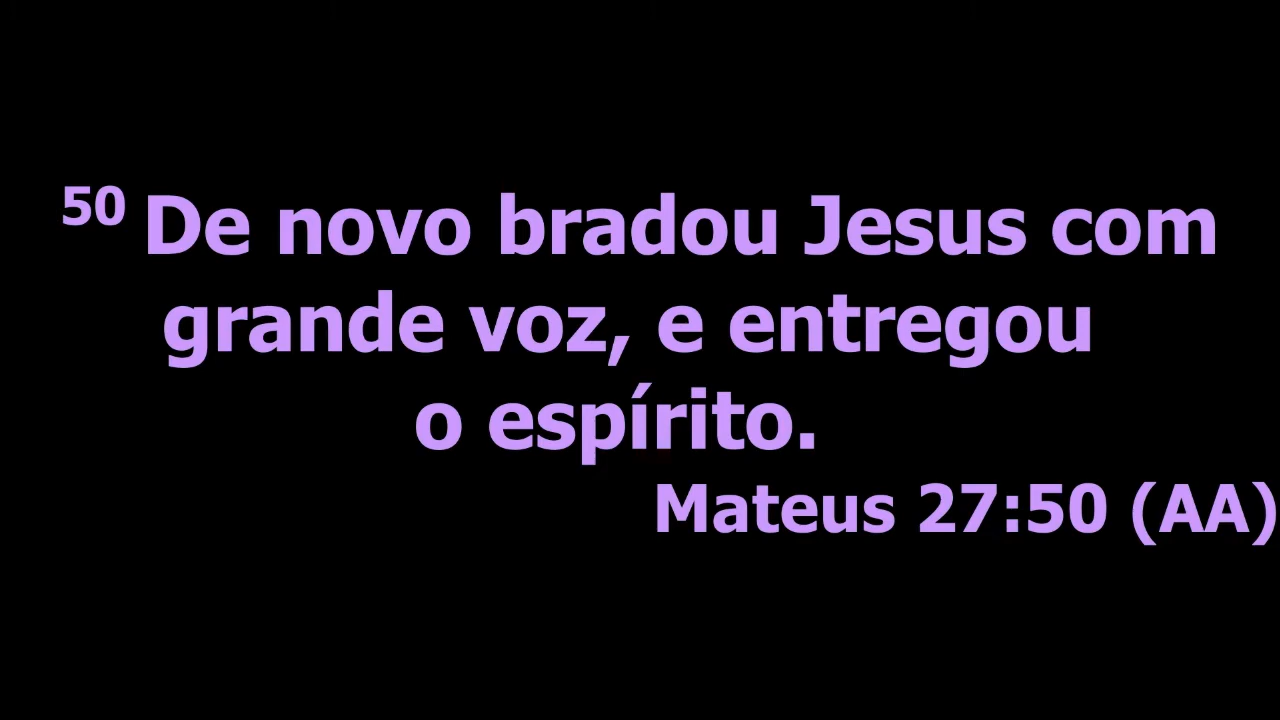 50 De novo bradou Jesus com
grande voz, e entregou
o espírito.
Mateus 27:50 (AA)